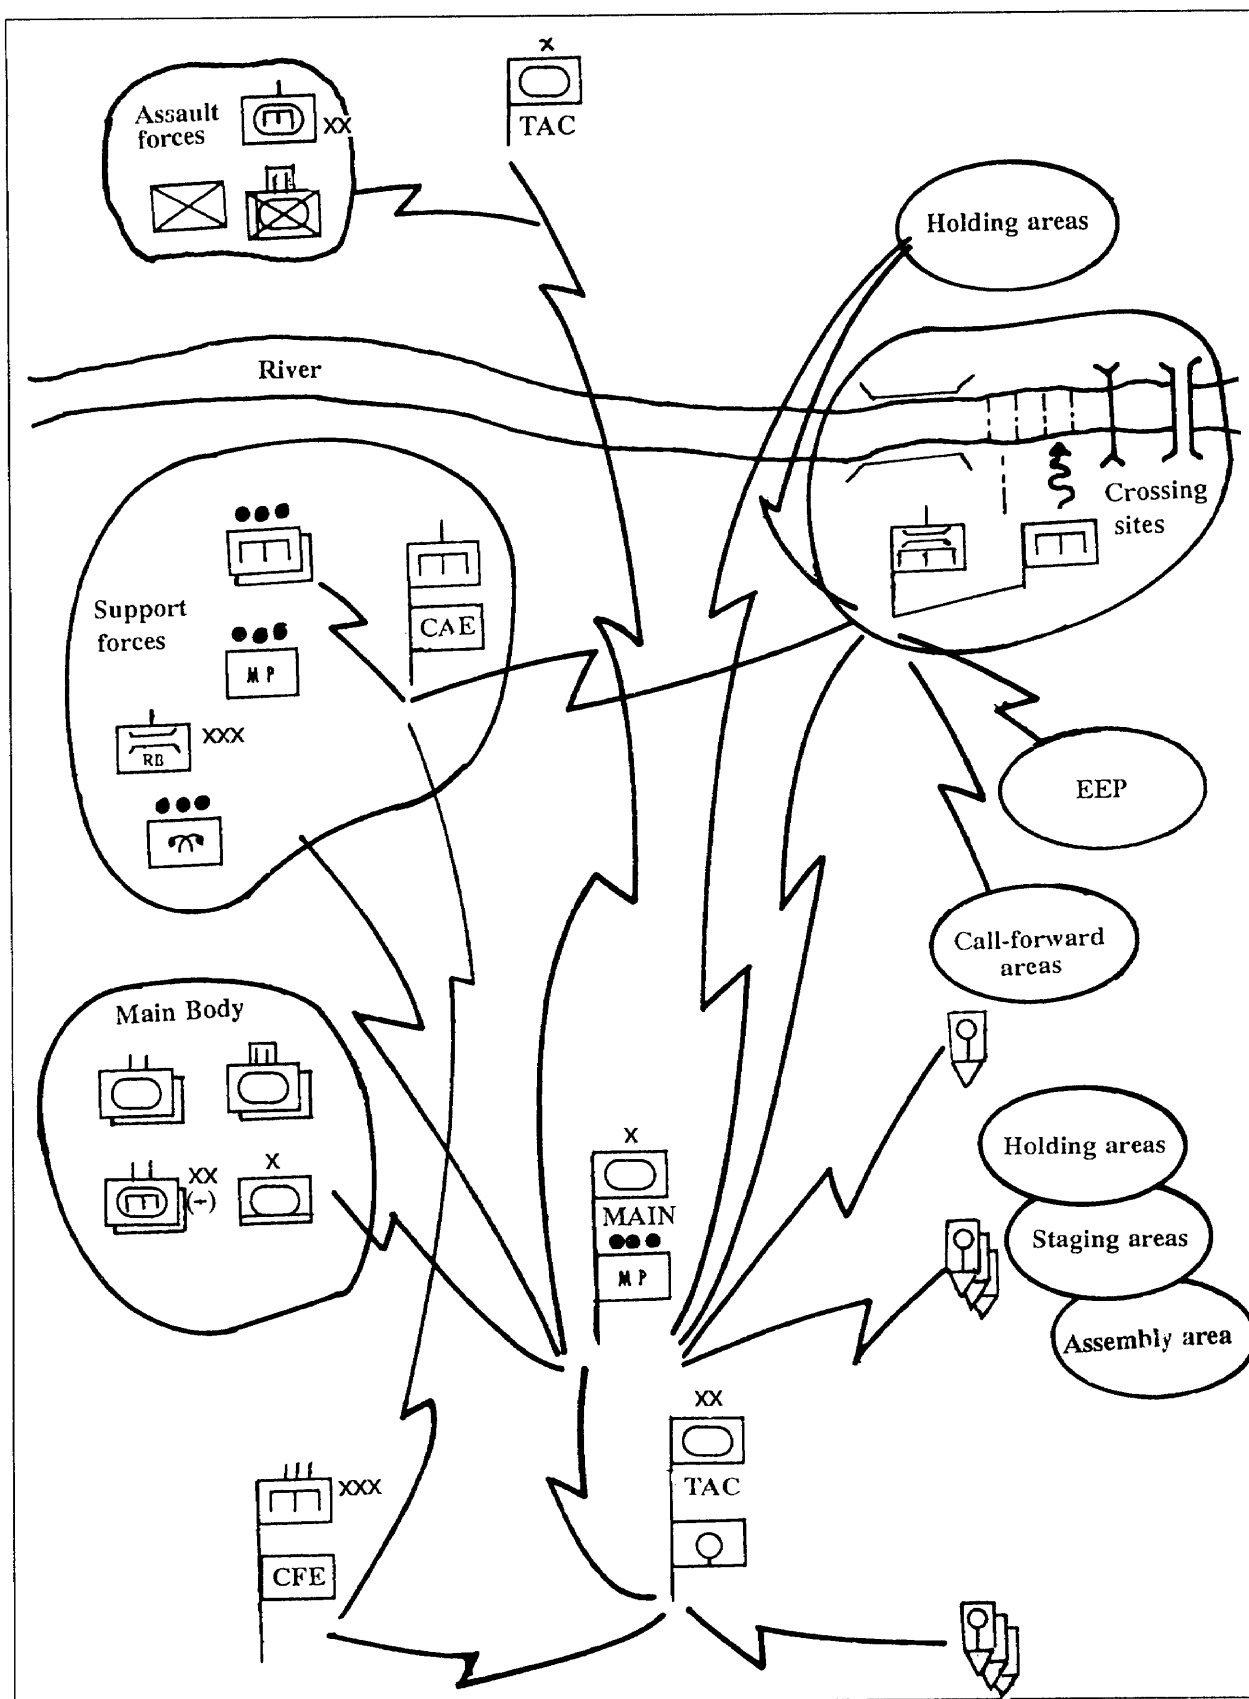 X
TAC
Assault
forces
XX
Holding areas
River
Crossing
sites
Support
forces
CAE
MP
XXX
RB
EEP
Call-forward
areas
Main Body
XX
(-)
X
X
MAIN
MP
Holding areas
Staging areas
Assembly area
XX
TAC
XXX
CFE